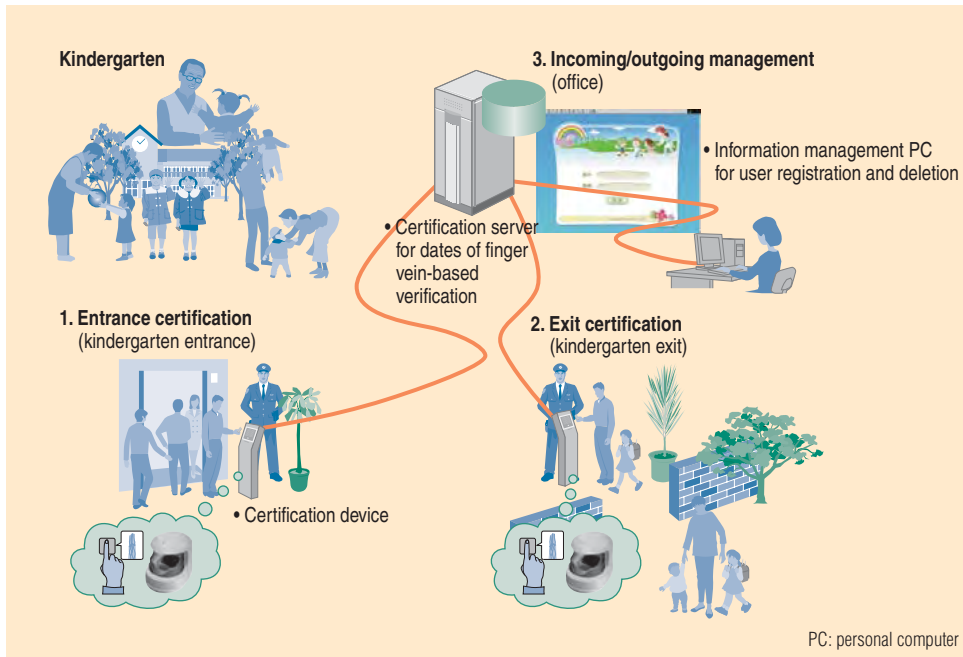 Kindergarten
3. Incoming/outgoing management
(office)
• Information management PC
for user registration and deletion
• Certification server
for dates of finger
vein-based
verification
1. Entrance certification
(kindergarten entrance)
2. Exit certification
(kindergarten exit)
• Certification device
PC: personal computer